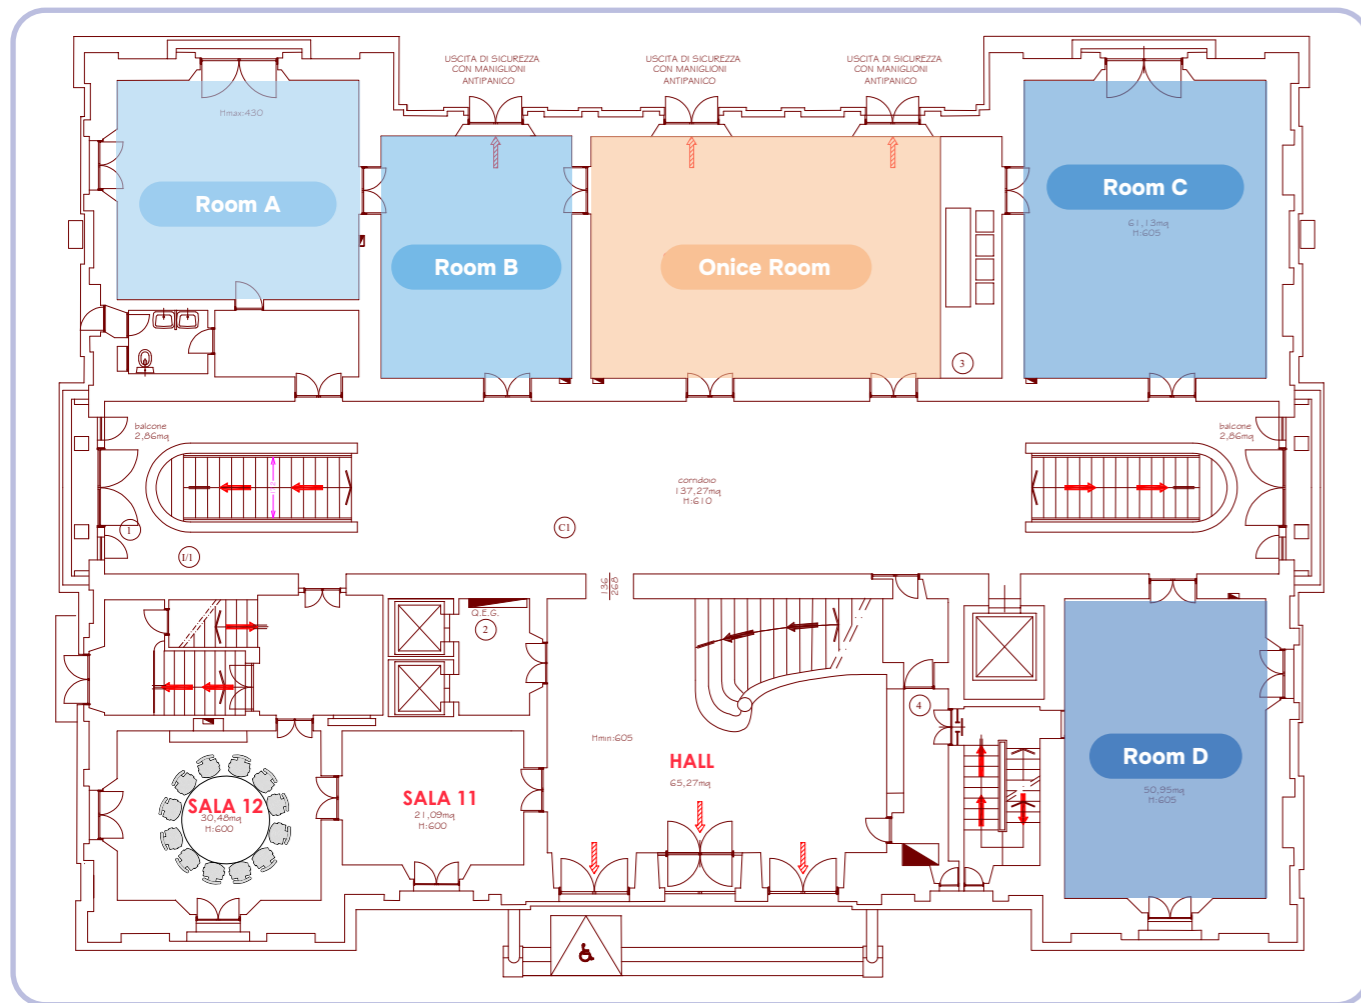 USCITA DI SICUREZZA
CON MANIGLIONI
ANTIPANICO
USCITA DI SICUREZZA
CON MANIGLIONI
ANTIPANICO
USCITA DI SICUREZZA
CON MANIGLIONI
ANTIPANICO
Hmax:430
Room A
Room B
Onice Room
Room C
61,13mq
H:605
3
balcone
2,86mq
balcone
2,86mq
corridoio
137,27mq
H:610
1
I/1
C1
136
268
Q.E.G.
2
4
Hmin:605
HALL
65,27mq
Room D
50,95mq
H:605
SALA 12
30,48mq
H:600
SALA 11
21,09mq
H:600